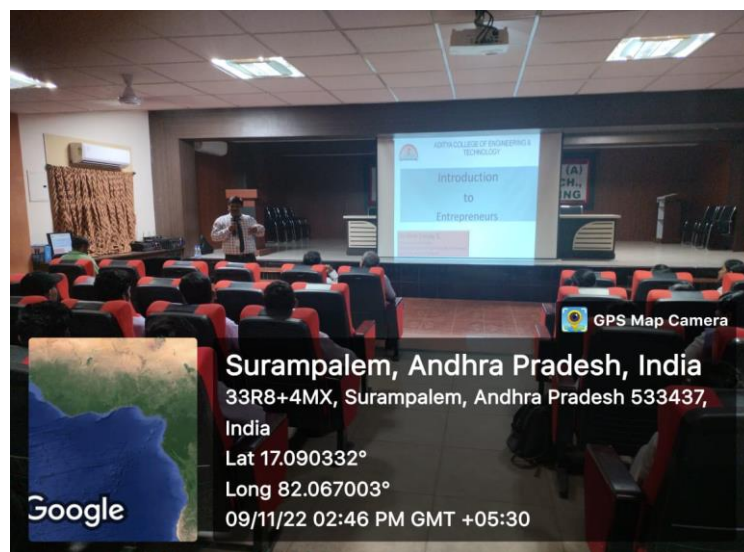 ADITYA COLLEGE OF ENGINEERING &
TECHNOLOGY
Introduction
to
Entrepreneurs
(A)
CH.,
NG
GPS Map Camera
Surampalem, Andhra Pradesh, India
33R8+4MX, Surampalem, Andhra Pradesh 533437,
India
Lat 17.090332°
Long 82.067003°
09/11/22 02:46 PM GMT +05:30
Google